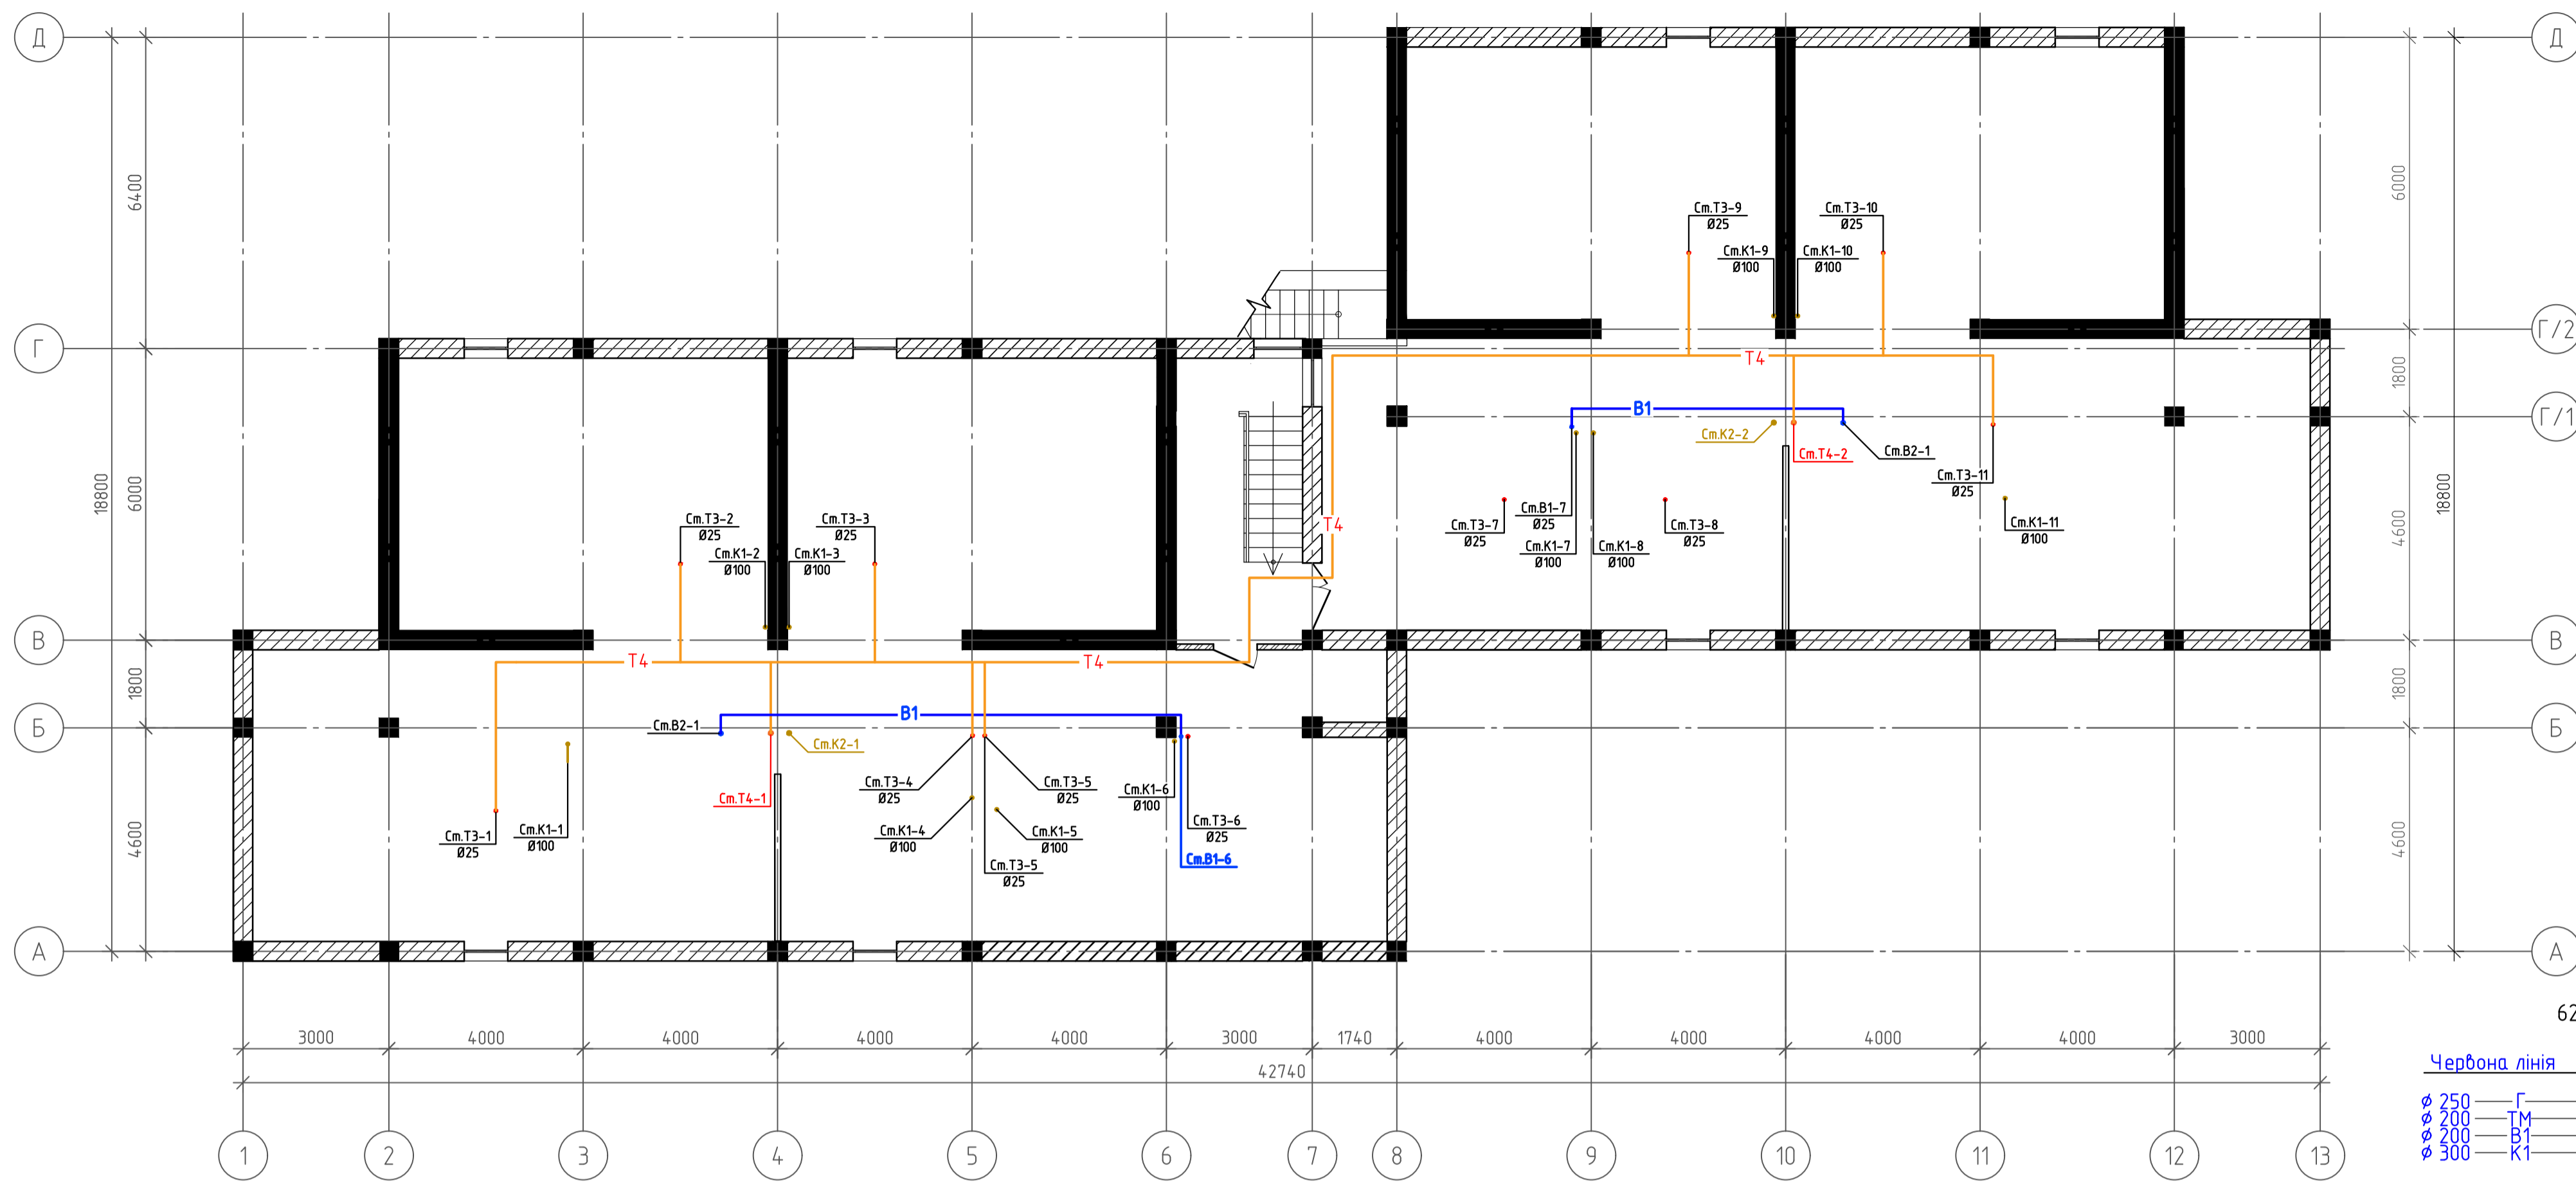 Д
Д
6400
6000
Ст.Т3-9
Ø25
Ст.Т3-10
Ø25
Ст.К1-9
Ø100
Ст.К1-10
Ø100
Г
Г/2
Т4
1800
Г/1
В1
Ст.К2-2
Ст.Т4-2
Ст.В2-1
Ст.Т3-11
Ø25
18800
6000
18800
Ст.Т3-2
Ø25
Ст.Т3-3
Ø25
Т4
Ст.Т3-7
Ø25
Ст.В1-7
Ø25
Ст.Т3-8
Ø25
Ст.К1-11
Ø100
4600
Ст.К1-2
Ø100
Ст.К1-3
Ø100
Ст.К1-7
Ø100
Ст.К1-8
Ø100
В
В
Т4
Т4
1800
1800
Б
Б
Ст.В2-1
В1
Ст.К2-1
Ст.Т3-4
Ø25
Ст.Т3-5
Ø25
Ст.К1-6
Ø100
Ст.Т4-1
Ст.Т3-1
Ø25
Ст.К1-1
Ø100
Ст.К1-4
Ø100
Ст.К1-5
Ø100
Ст.Т3-6
Ø25
4600
4600
Ст.Т3-5
Ø25
Ст.В1-6
А
А
62
3000
4000
4000
4000
4000
3000
1740
4000
4000
4000
4000
3000
42740
Червона лінія
ø 250 Г
ø 200 ТМ
ø 200 В1
ø 300 К1
1
2
3
4
5
6
7
8
9
10
11
12
13